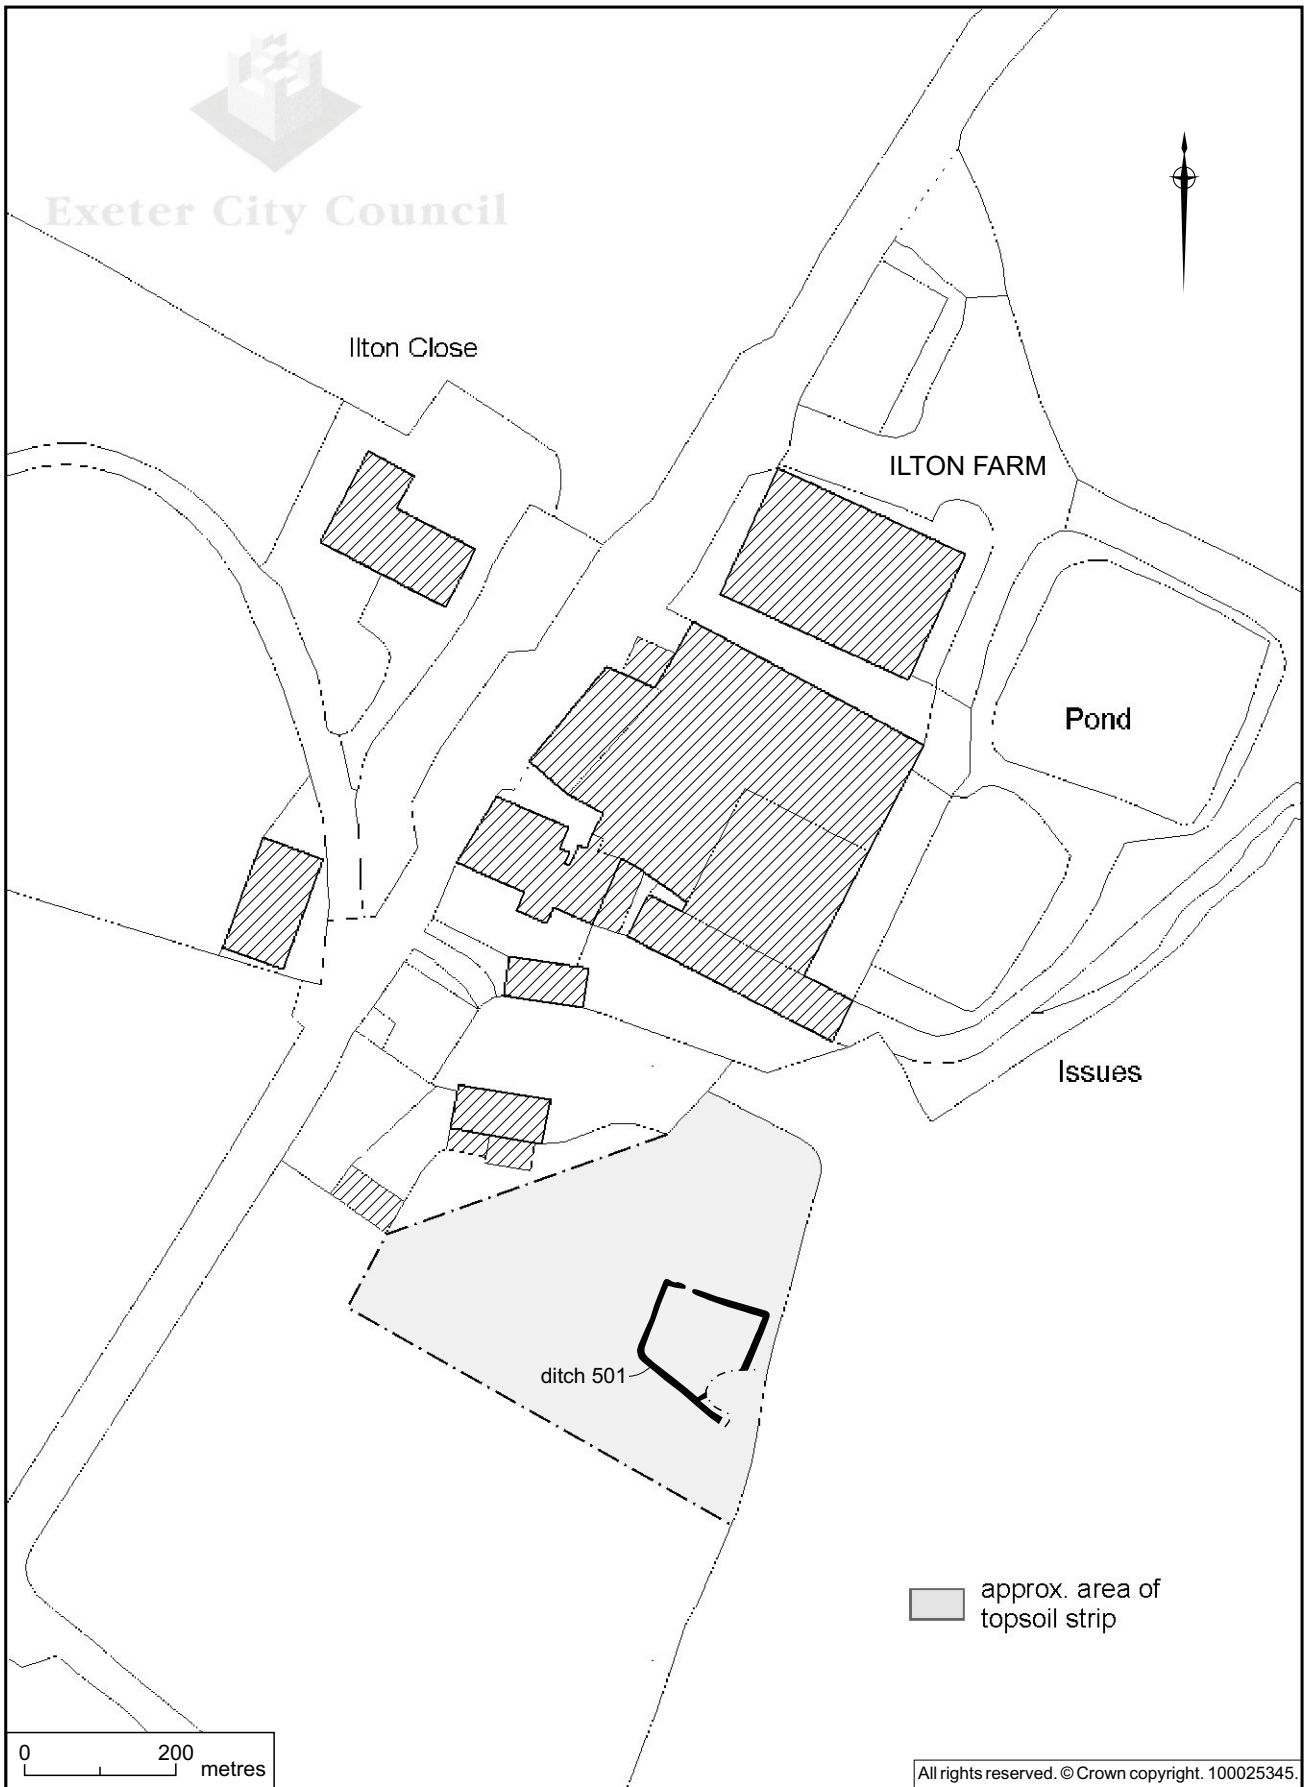 Exeter City Council
Ilton Close
ILTON FARM
Pond
Issues
ditch 501
approx. area of
topsoil strip
0 200
metres
All rights reserved. © Crown copyright. 100025345.